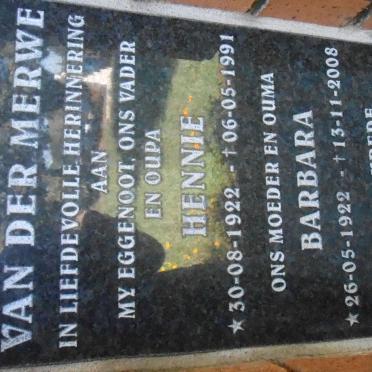 VAN DER MERWE
IN LIEFDEVOLLE HERINNERING
AAN
MY EGGENOOT, ONS VADER
EN OUPA
HENNIE
★ 30-08-1922 - † 06-05-1991
ONS MOEDER EN OUMA
BARBARA
★ 26-05-1922 - † 13-11-2008